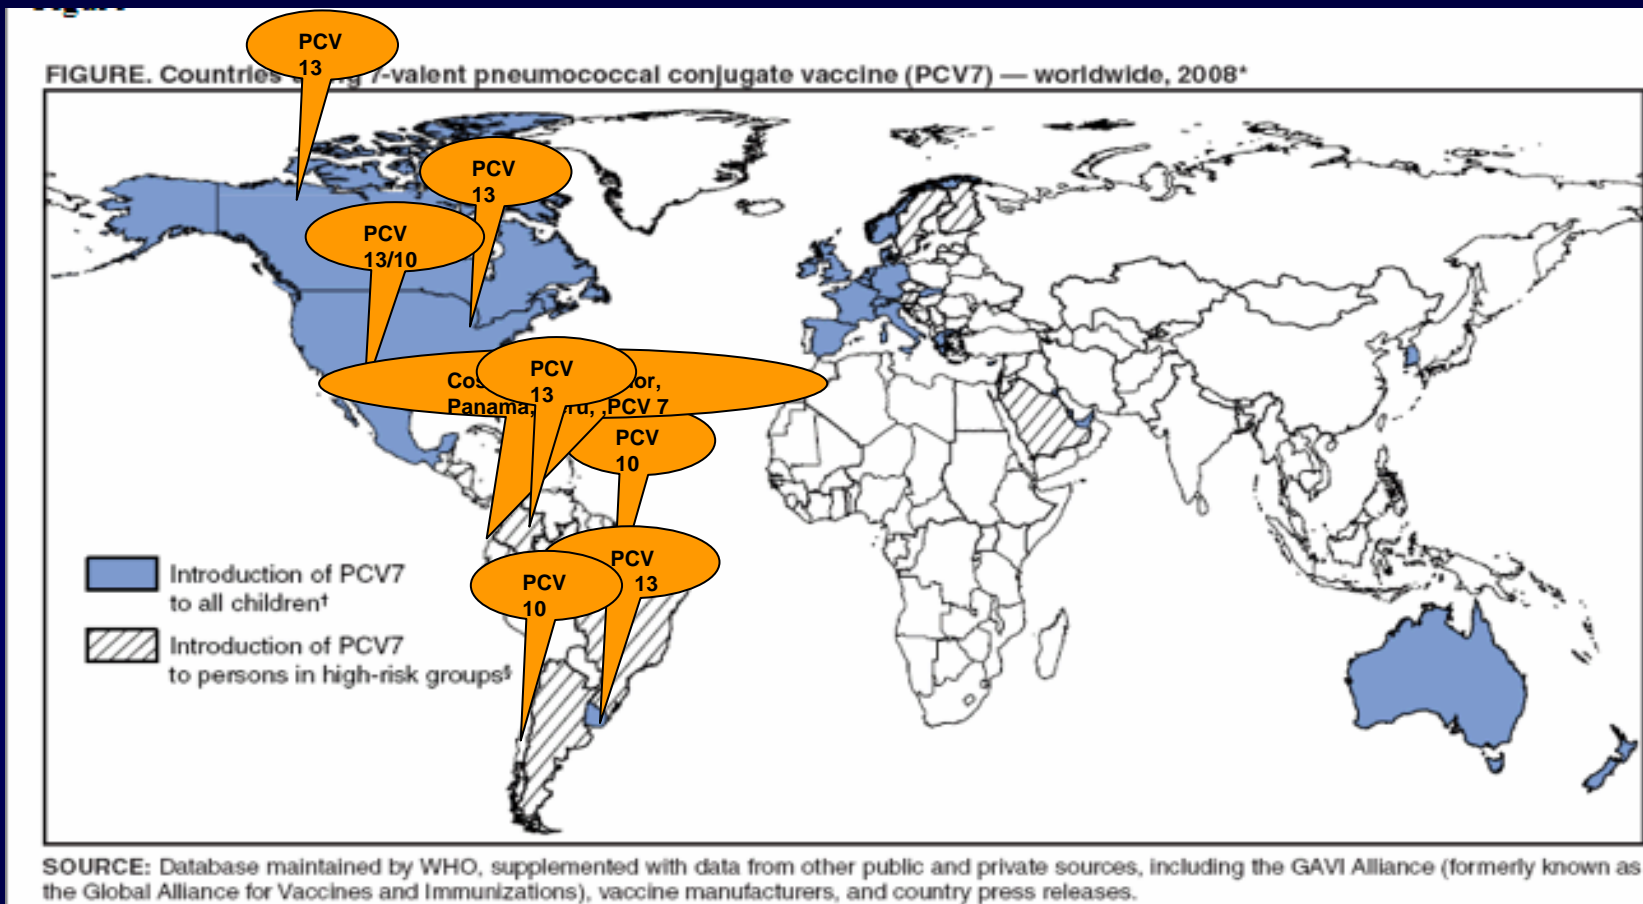 PCV
13
FIGURE. Countries 7-valent pneumococcal conjugate vaccine (PCV7) — worldwide, 2008*
PCV
13
PCV
13/10
PCV
13
Panama, ,PCV 7
PCV
10
PCV
13
PCV
10
Introduction of PCV7
to all children†
Introduction of PCV7
to persons in high-risk groups§
SOURCE: Database maintained by WHO, supplemented with data from other public and private sources, including the GAVI Alliance (formerly known as
the Global Alliance for Vaccines and Immunizations), vaccine manufacturers, and country press releases.